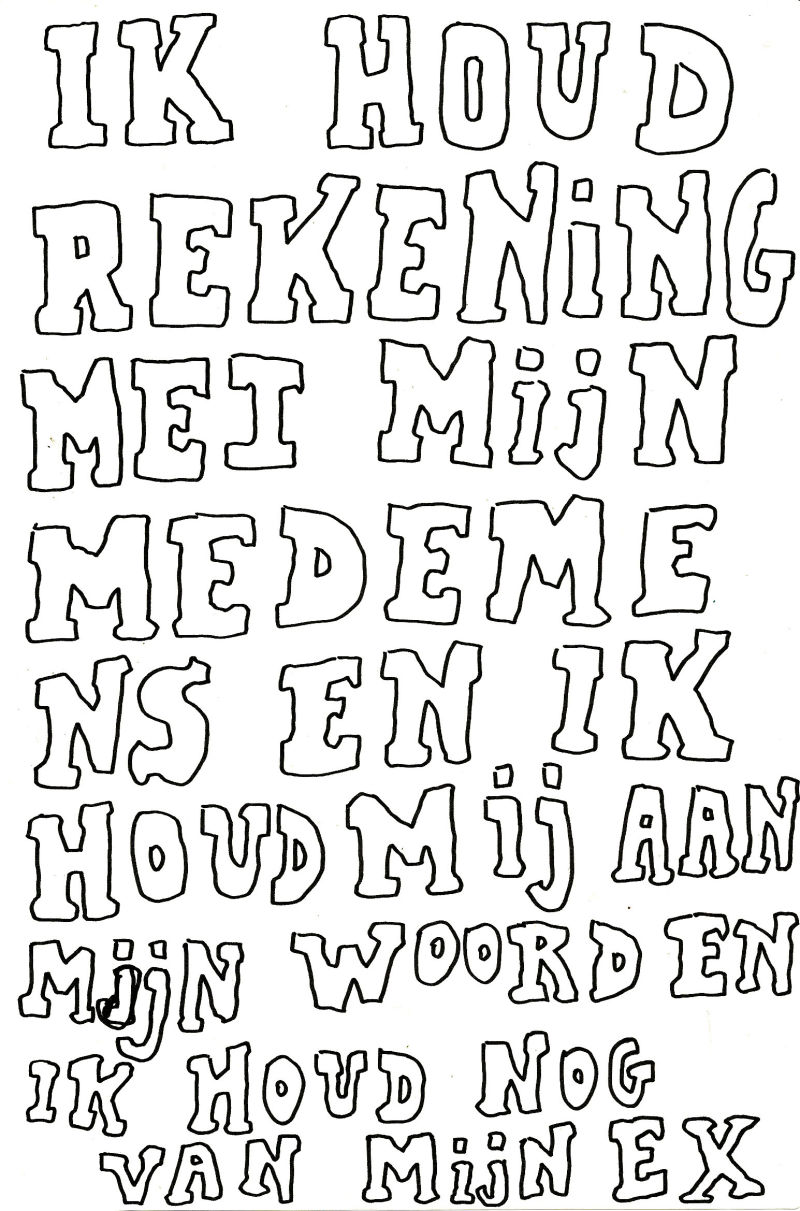 IK HOUD
REKENiNG
MET MijN
MEDEME
NS EN IK
HOUD Mij AAN
MijN WOORD EN
IK HOUD NOG
VAN MijN EX